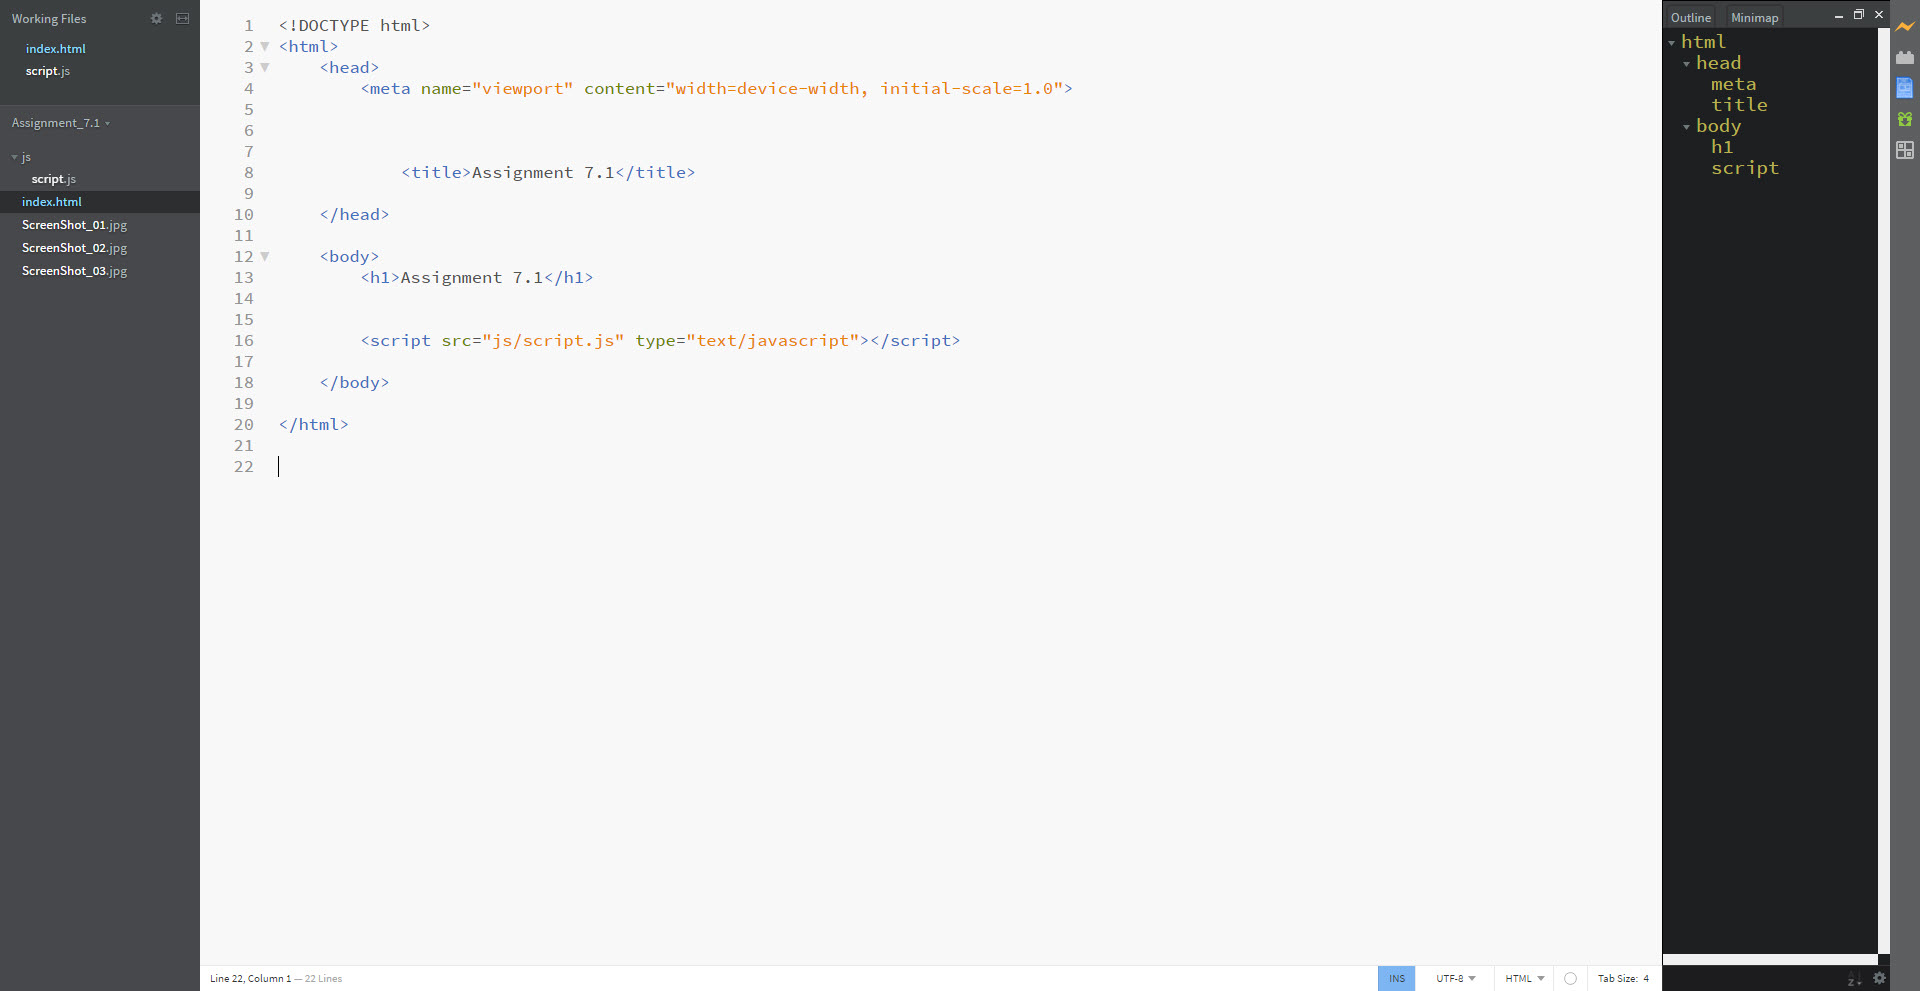 Working Files
index.html
script.js
Assignment_7.1
js
script.js
index.html
ScreenShot_01.jpg
ScreenShot_02.jpg
ScreenShot_03.jpg
1 <!DOCTYPE html>
2 <html>
3 <head>
4 <meta name="viewport" content="width=device-width, initial-scale=1.0">
5
6
7
8 <title>Assignment 7.1</title>
9
10 </head>
11
12 <body>
13 <h1>Assignment 7.1</h1>
14
15
16 <script src="js/script.js" type="text/javascript"></script>
17
18 </body>
19
20 </html>
21
22
Line 22, Column 1 — 22 Lines
INS UTF-8 HTML Tab Size: 4
Outline Minimap
html
head
meta
title
body
h1
script